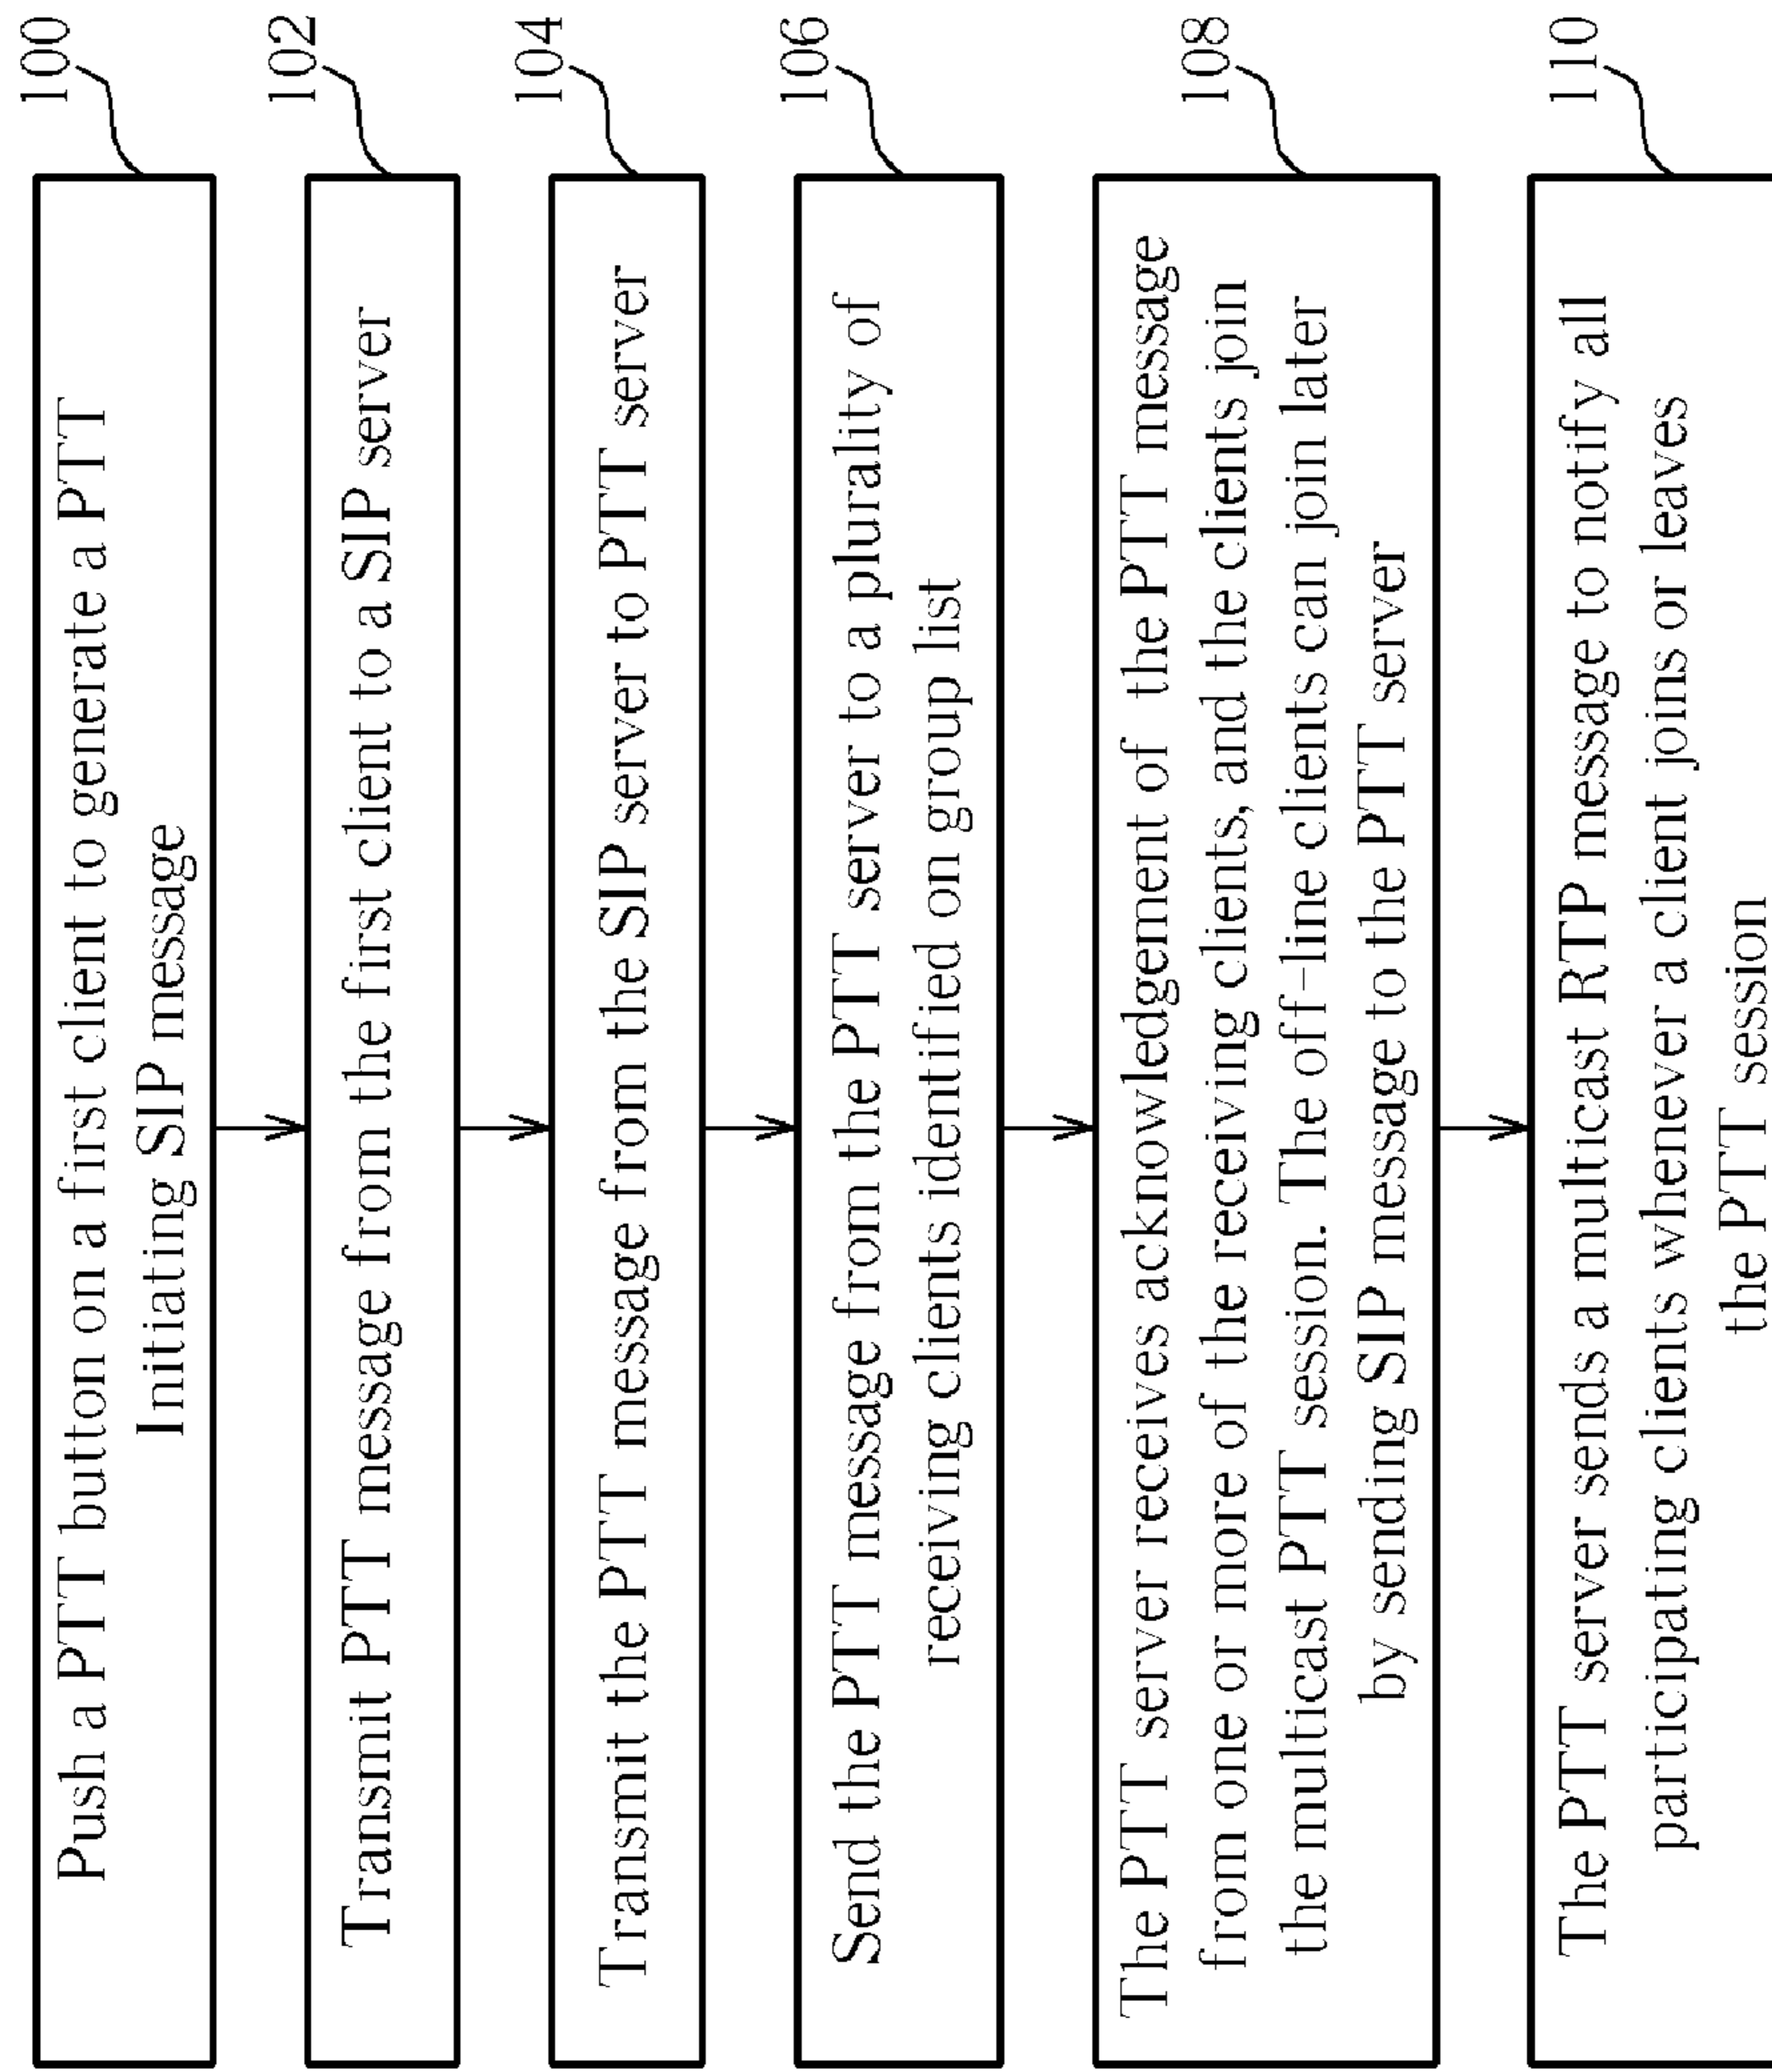 100
Push a PTT button on a first client to generate a PTT
Initiating SIP message
102
Transmit PTT message from the first client to a SIP server
104
Transmit the PTT message from the SIP server to PTT server
106
Send the PTT message from the PTT server to a plurality of
receiving clients identified on group list
108
The PTT server receives acknowledgement of the PTT message
from one or more of the receiving clients, and the clients join
the multicast PTT session. The off-line clients can join later
by sending SIP message to the PTT server
110
The PTT server sends a multicast RTP message to notify all
participating clients whenever a client joins or leaves
the PTT session